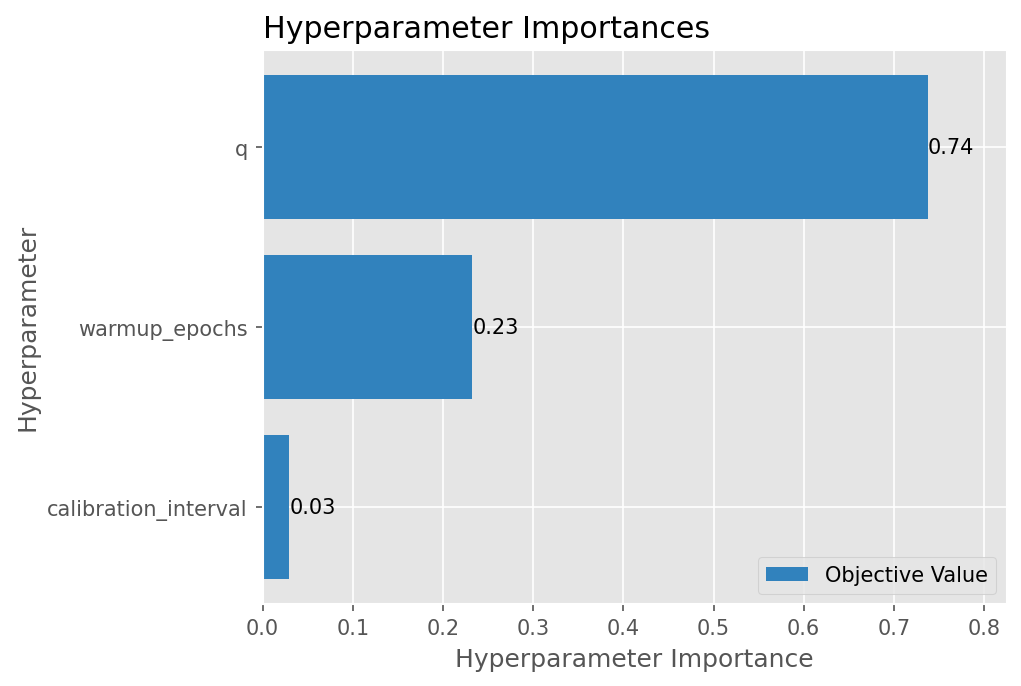 Hyperparameter Importances
Hyperparameter
q
0.74
warmup_epochs
0.23
calibration_interval
0.03
Objective Value
0.0 0.1 0.2 0.3 0.4 0.5 0.6 0.7 0.8
Hyperparameter Importance